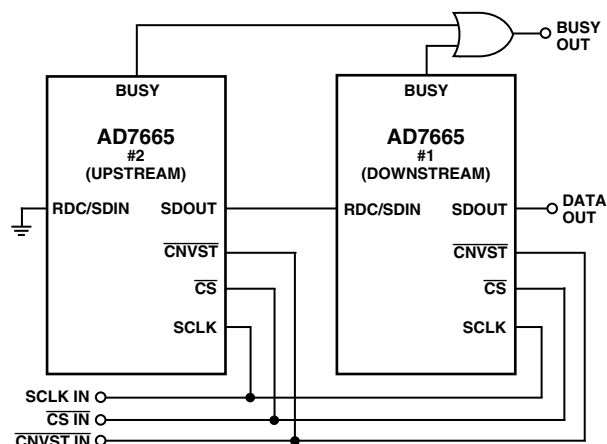 BUSY
OUT
BUSY
AD7665
#2
(UPSTREAM)
RDC/SDIN
SDOUT
CNVST
CS
SCLK
BUSY
AD7665
#1
(DOWNSTREAM)
RDC/SDIN
SDOUT
CNVST
CS
SCLK
DATA
OUT
SCLK IN
CS IN
CNVST IN